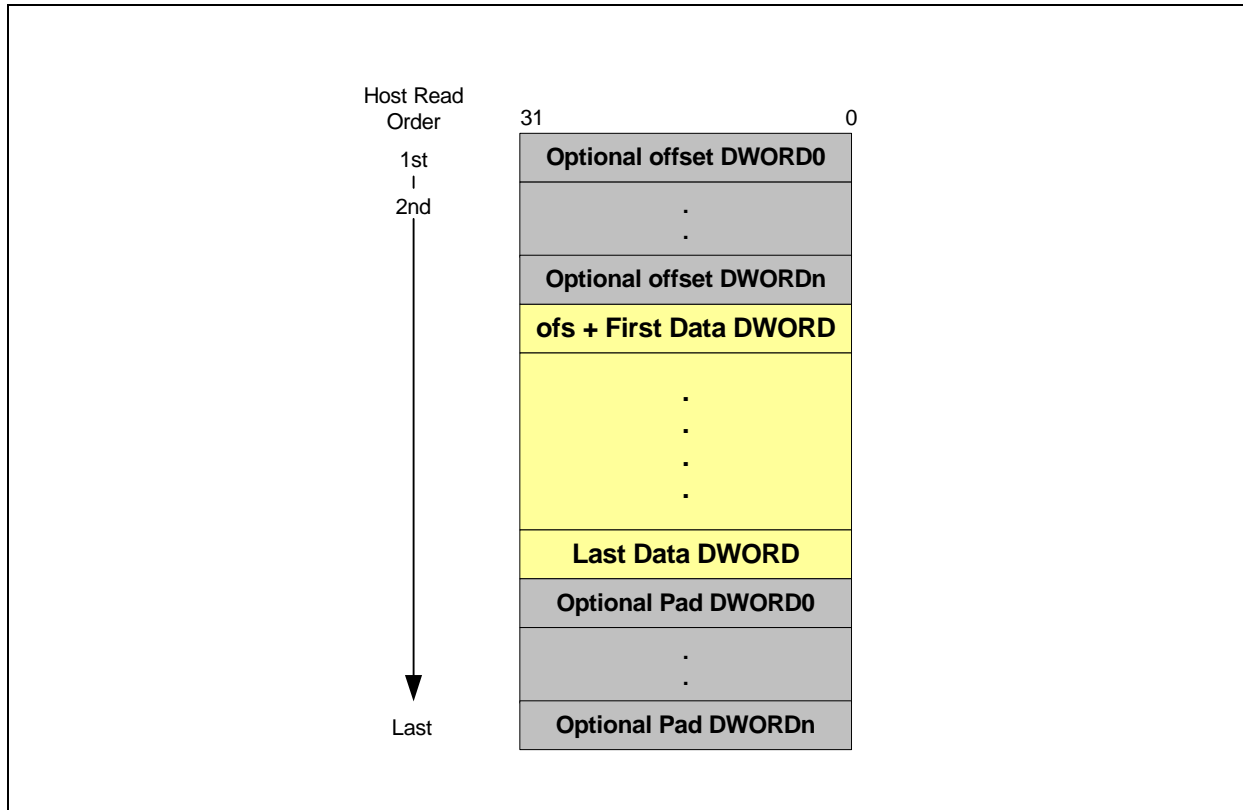 Host Read
Order
31
0
1st
2nd
Last
Optional offset DWORD0
.
.
Optional offset DWORDn
ofs + First Data DWORD
.
.
.
.
Last Data DWORD
Optional Pad DWORD0
.
.
Optional Pad DWORDn